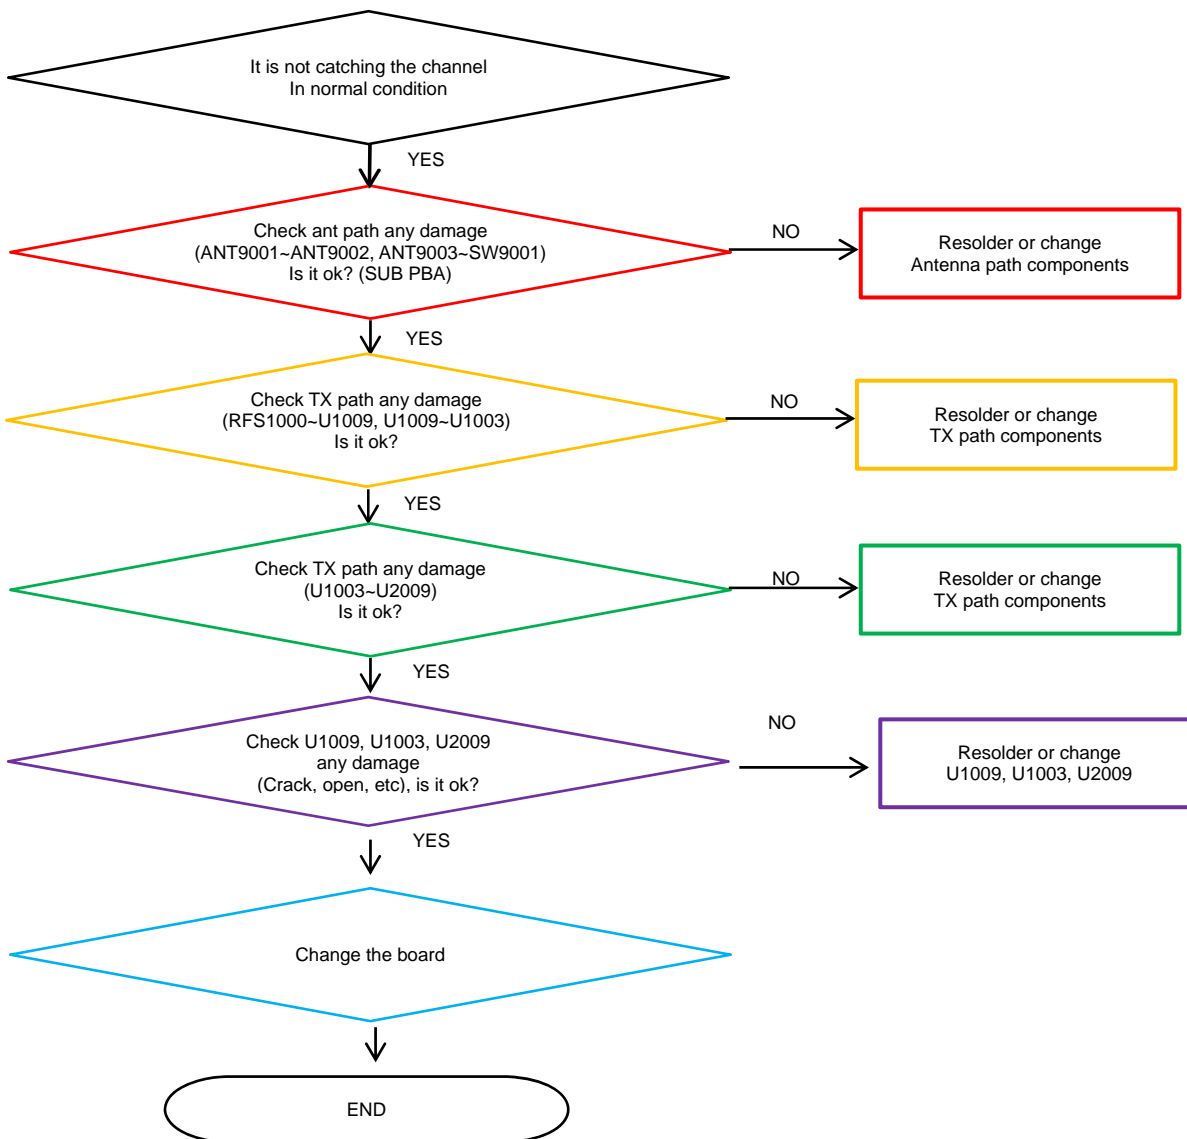 It is not catching the channel
In normal condition
YES
Check ant path any damage
(ANT9001~ANT9002, ANT9003~SW9001)
Is it ok? (SUB PBA)
NO
Resolder or change
Antenna path components
YES
Check TX path any damage
(RFS1000~U1009, U1009~U1003)
Is it ok?
NO
Resolder or change
TX path components
YES
Check TX path any damage
(U1003~U2009)
Is it ok?
NO
Resolder or change
TX path components
YES
Check U1009, U1003, U2009
any damage
(Crack, open, etc), is it ok?
NO
Resolder or change
U1009, U1003, U2009
YES
Change the board
END